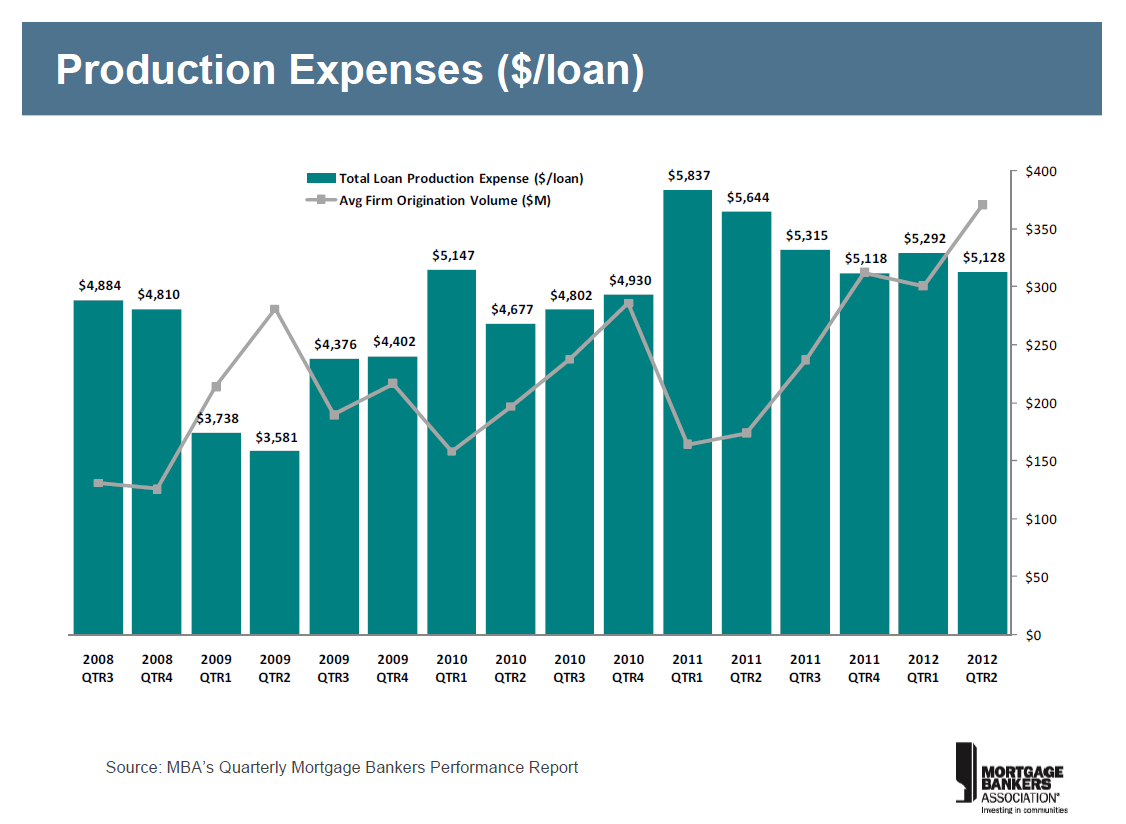 Production Expenses ($/loan)
Total Loan Production Expense ($/loan)
Avg Firm Origination Volume ($M)
$4,884
$4,810
$3,738
$3,581
$4,376
$4,402
$5,147
$4,677
$4,802
$4,930
$5,837
$5,644
$5,315
$5,118
$5,292
$5,128
$400
$350
$300
$250
$200
$150
$100
$50
$0
2008 2008 2009 2009 2009 2009 2010 2010 2010 2010 2011 2011 2011 2011 2012 2012
QTR3 QTR4 QTR1 QTR2 QTR3 QTR4 QTR1 QTR2 QTR3 QTR4 QTR1 QTR2 QTR3 QTR4 QTR1 QTR2
Source: MBA's Quarterly Mortgage Bankers Performance Report
MORTGAGE
BANKERS
ASSOCIATION®
Investing in communities